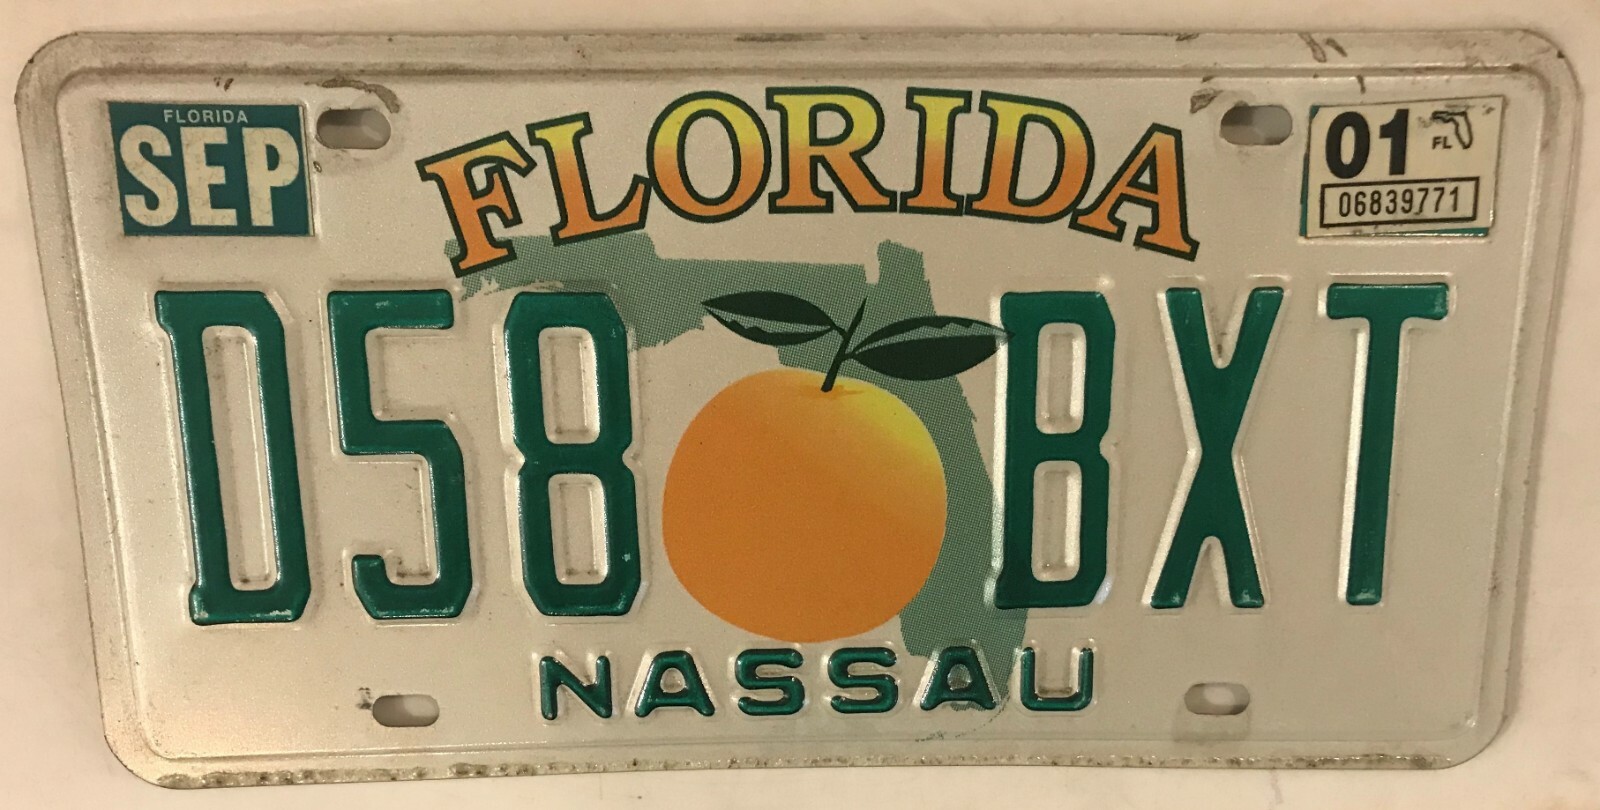 FLORIDA
SEP
FLORIDA
01 FL
06839771
D58 BXT
NASSAU